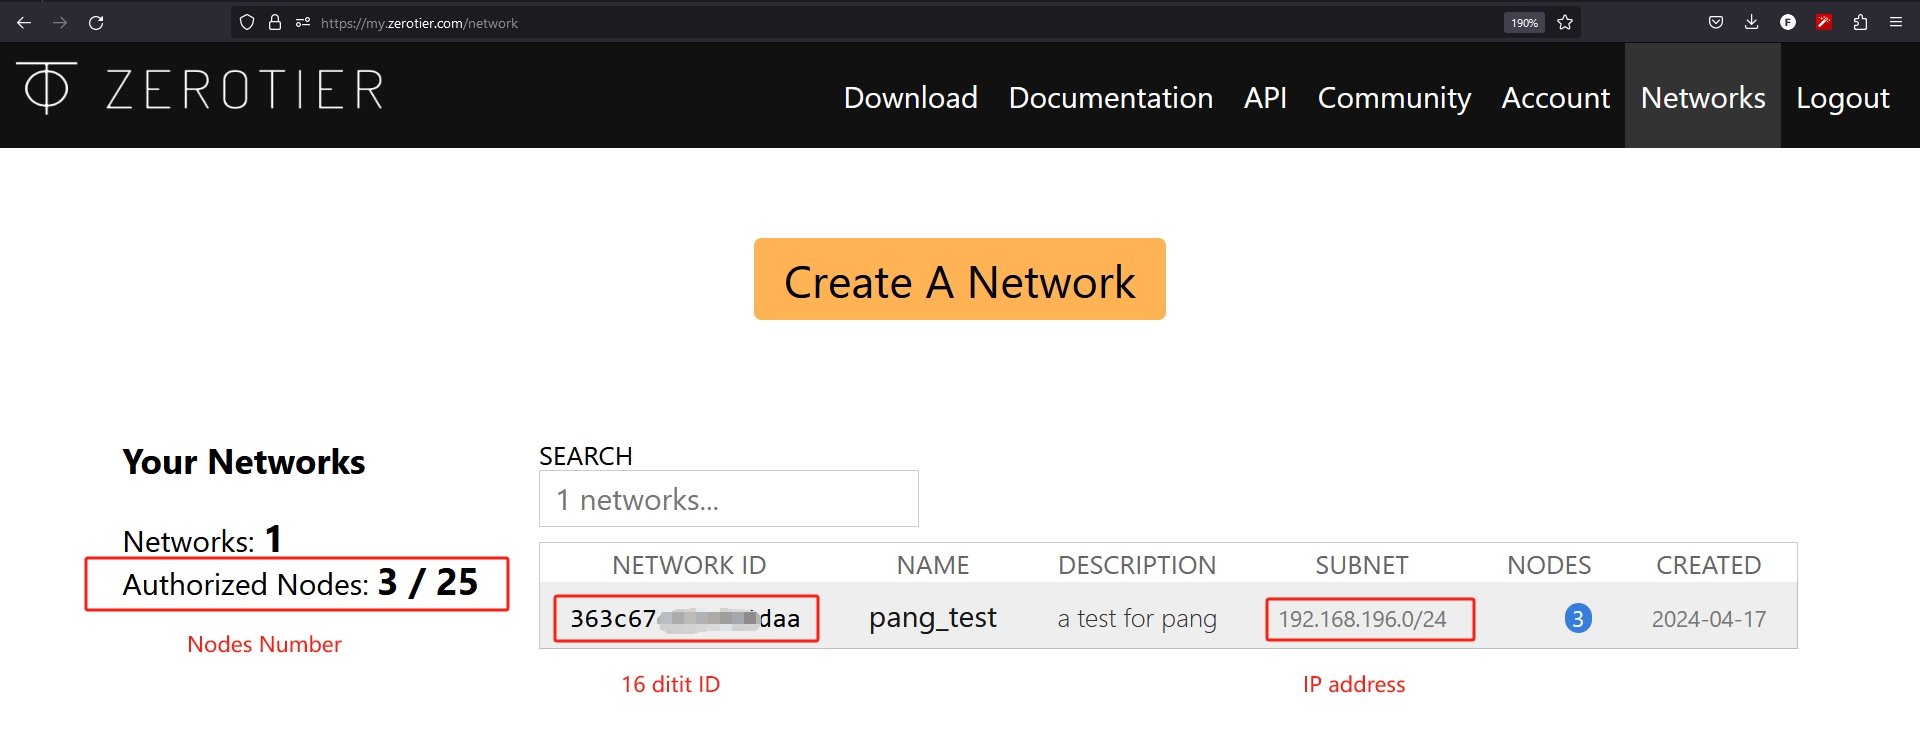 https://my.zerotier.com/network
190%
F
ZEROTIER
Download Documentation API Community Account Networks Logout
Create A Network
Your Networks
Networks: 1
Authorized Nodes: 3 / 25
Nodes Number
SEARCH
1 networks...
NETWORK ID NAME DESCRIPTION SUBNET NODES CREATED
363c67 daa pang_test a test for pang 192.168.196.0/24 3 2024-04-17
16 ditit ID
IP address